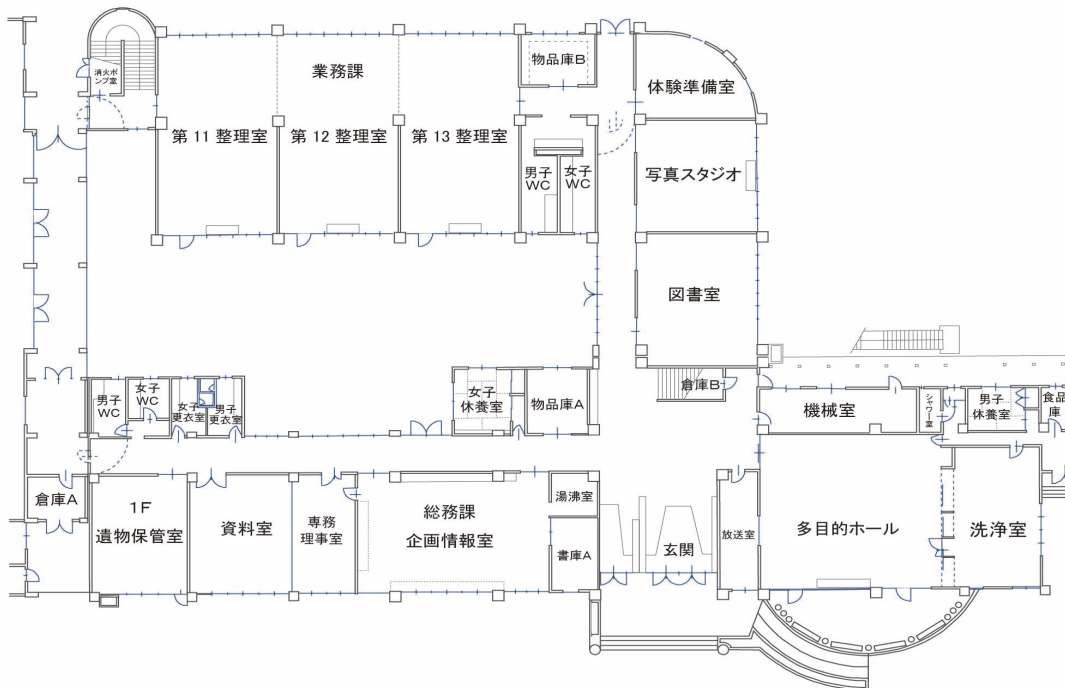 消火ポ
ンプ室
業務課
物品庫B
体験準備室
第11整理室
第12整理室
第13整理室
男子
WC
女子
WC
写真スタジオ
図書室
男子
WC
女子
WC
女子
更衣室
男子
更衣室
女子
休養室
物品庫A
倉庫B
機械室
シャワー室
男子
休養室
食品
庫
倉庫A
1F
遺物保管室
資料室
専務
理事室
総務課
企画情報室
湯沸室
書庫A
玄関
放送室
多目的ホール
洗浄室